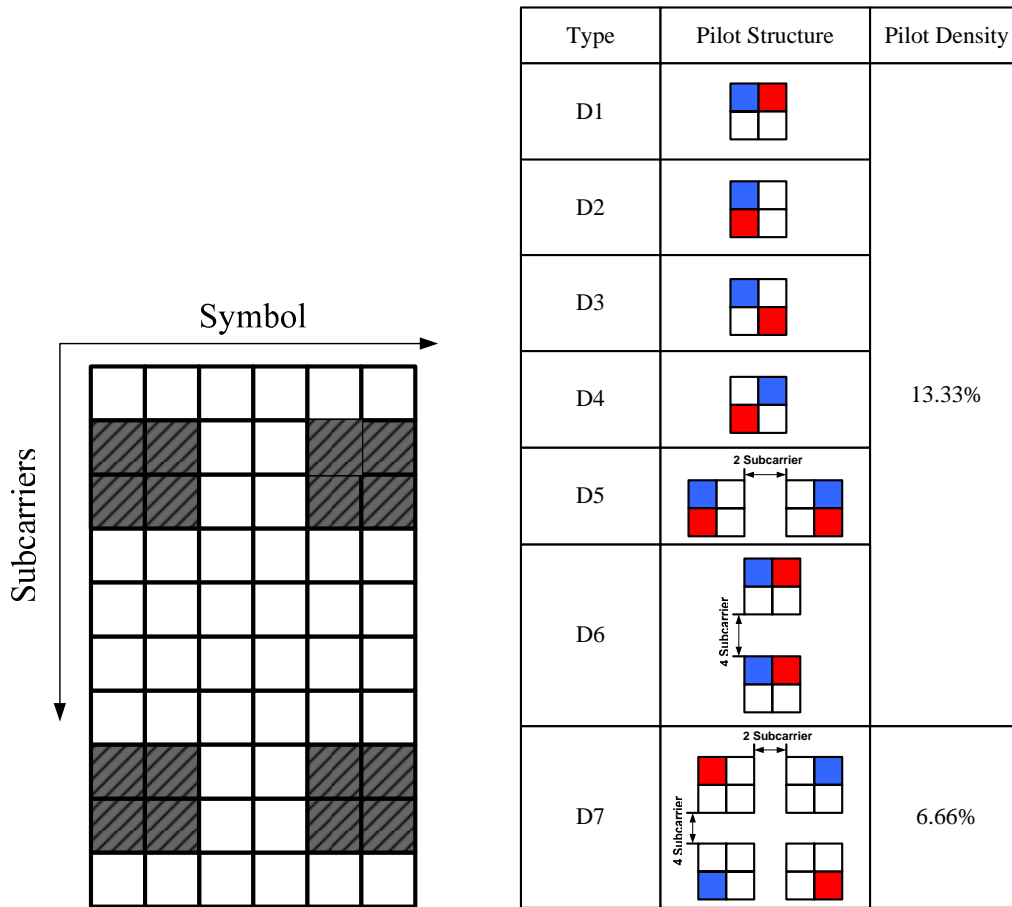 Symbol
Subcarriers
Type Pilot Structure Pilot Density
D1
D2
D3
D4
13.33%
D5
2 Subcarrier
D6
4 Subcarrier
D7
2 Subcarrier
4 Subcarrier
6.66%